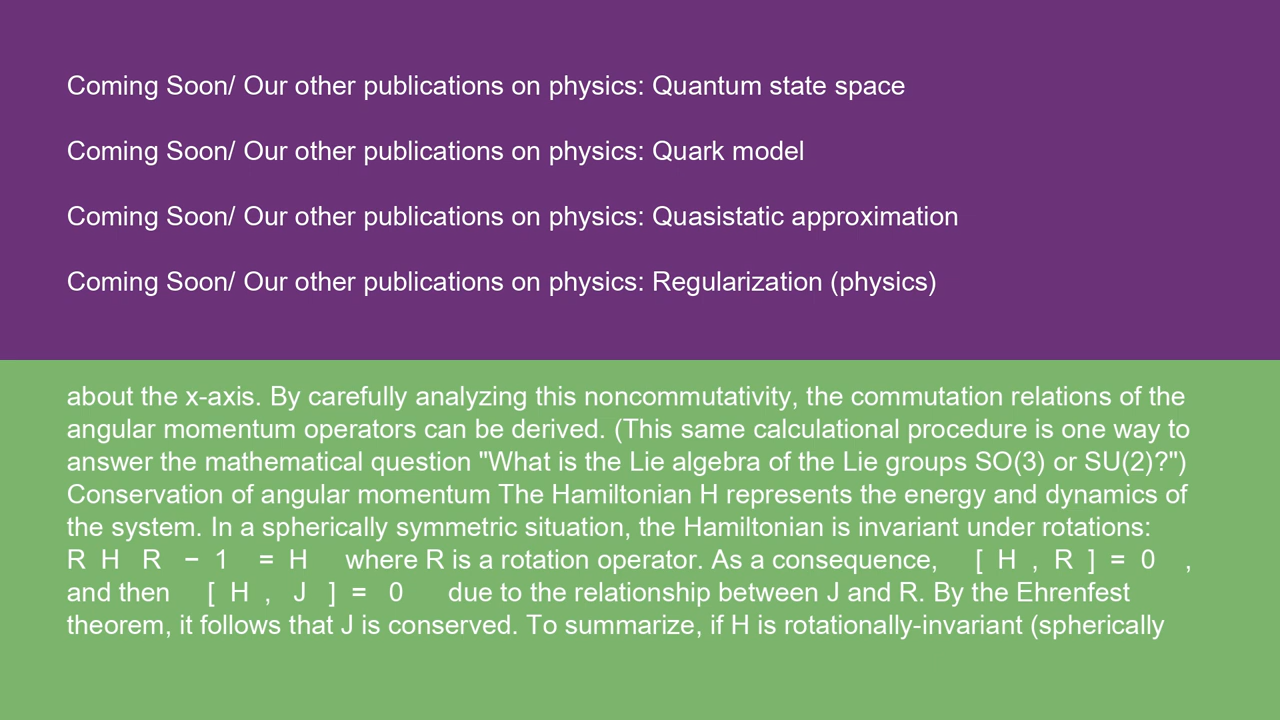 Coming Soon/ Our other publications on physics: Quantum state space
Coming Soon/ Our other publications on physics: Quark model
Coming Soon/ Our other publications on physics: Quasistatic approximation
Coming Soon/ Our other publications on physics: Regularization (physics)
about the x-axis. By carefully analyzing this noncommutativity, the commutation relations of the
angular momentum operators can be derived. (This same calculational procedure is one way to
answer the mathematical question "What is the Lie algebra of the Lie groups SO(3) or SU(2)?")
Conservation of angular momentum The Hamiltonian H represents the energy and dynamics of
the system. In a spherically symmetric situation, the Hamiltonian is invariant under rotations:
R H R − 1 = H where R is a rotation operator. As a consequence, [ H , R ] = 0 ,
and then [ H , J ] = 0 due to the relationship between J and R. By the Ehrenfest
theorem, it follows that J is conserved. To summarize, if H is rotationally-invariant (spherically